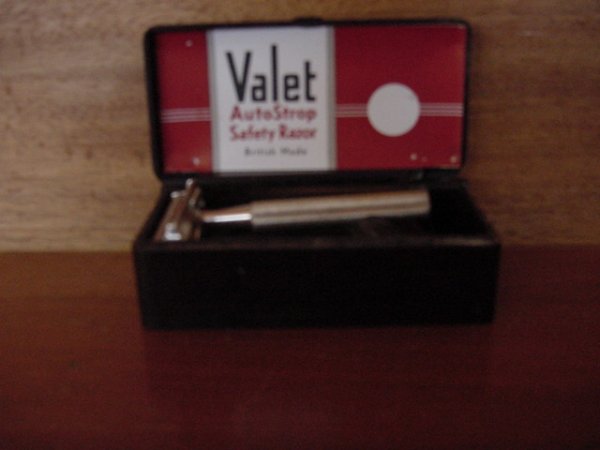 Valet
AutoStrop
Safety Razor
British Made